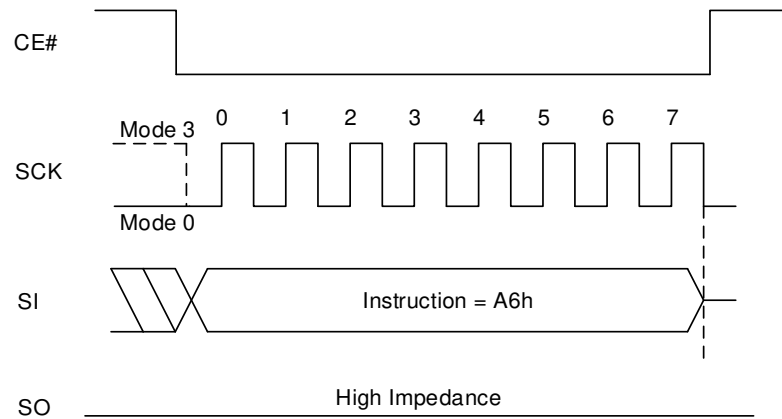 CE#
Mode 3
0 1 2 3 4 5 6 7
SCK
Mode 0
SI
Instruction = A6h
SO
High Impedance